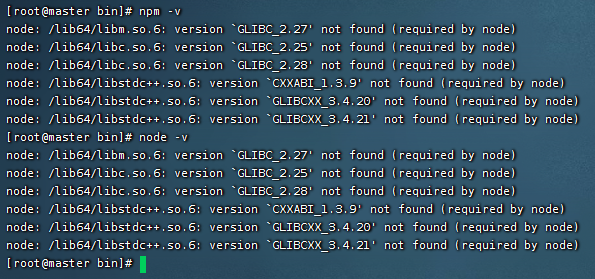 [root@master bin]# npm -v
node: /lib64/libm.so.6: version `GLIBC_2.27' not found (required by node)
node: /lib64/libc.so.6: version `GLIBC_2.25' not found (required by node)
node: /lib64/libc.so.6: version `GLIBC_2.28' not found (required by node)
node: /lib64/libstdc++.so.6: version `CXXABI_1.3.9' not found (required by node)
node: /lib64/libstdc++.so.6: version `GLIBCXX_3.4.20' not found (required by node)
node: /lib64/libstdc++.so.6: version `GLIBCXX_3.4.21' not found (required by node)
[root@master bin]# node -v
node: /lib64/libm.so.6: version `GLIBC_2.27' not found (required by node)
node: /lib64/libc.so.6: version `GLIBC_2.25' not found (required by node)
node: /lib64/libc.so.6: version `GLIBC_2.28' not found (required by node)
node: /lib64/libstdc++.so.6: version `CXXABI_1.3.9' not found (required by node)
node: /lib64/libstdc++.so.6: version `GLIBCXX_3.4.20' not found (required by node)
node: /lib64/libstdc++.so.6: version `GLIBCXX_3.4.21' not found (required by node)
[root@master bin]#